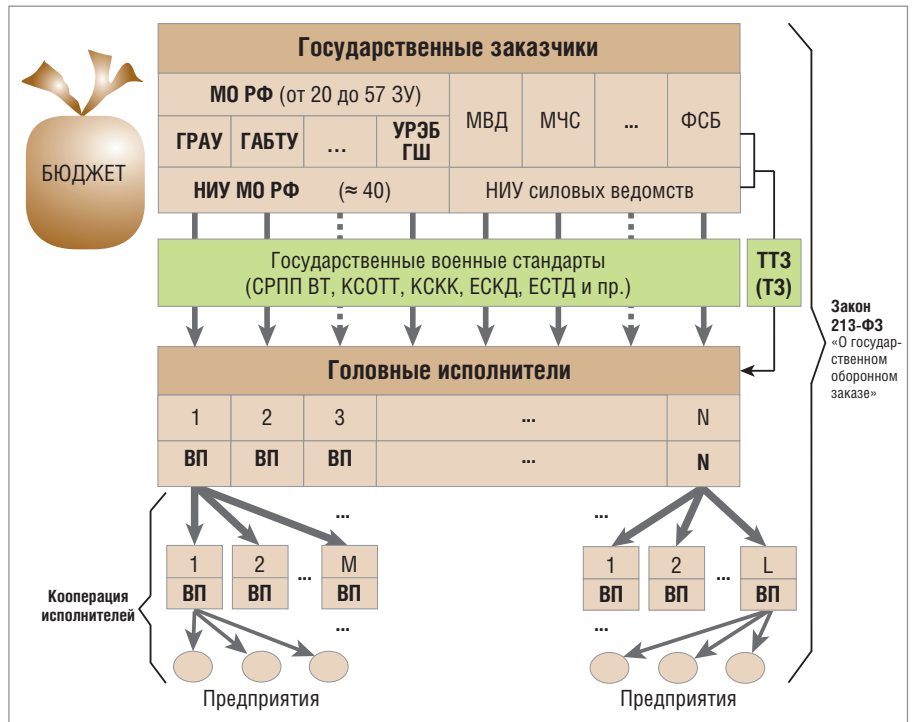 Государственные заказчики
БЮДЖЕТ
МО РФ (от 20 до 57 ЗУ)
МВД
МЧС
...
ФСБ
ГРАУ
ГАБТУ
...
УРЭБ
ГШ
НИУ МО РФ (≈ 40)
НИУ силовых ведомств
Государственные военные стандарты
(СРПП ВТ, КСОТТ, КСКК, ЕСКД, ЕСТД и пр.)
ТТЗ
(ТЗ)
Закон
213-ФЗ
«О государ-
ственном
оборонном
заказе»
Головные исполнители
1 2 3 ... N
ВП ВП ВП ... N
... ...
1 2 ... М
ВП ВП ВП
1 2 ... L
ВП ВП ВП
Кооперация
исполнителей
... ...
Предприятия
Предприятия